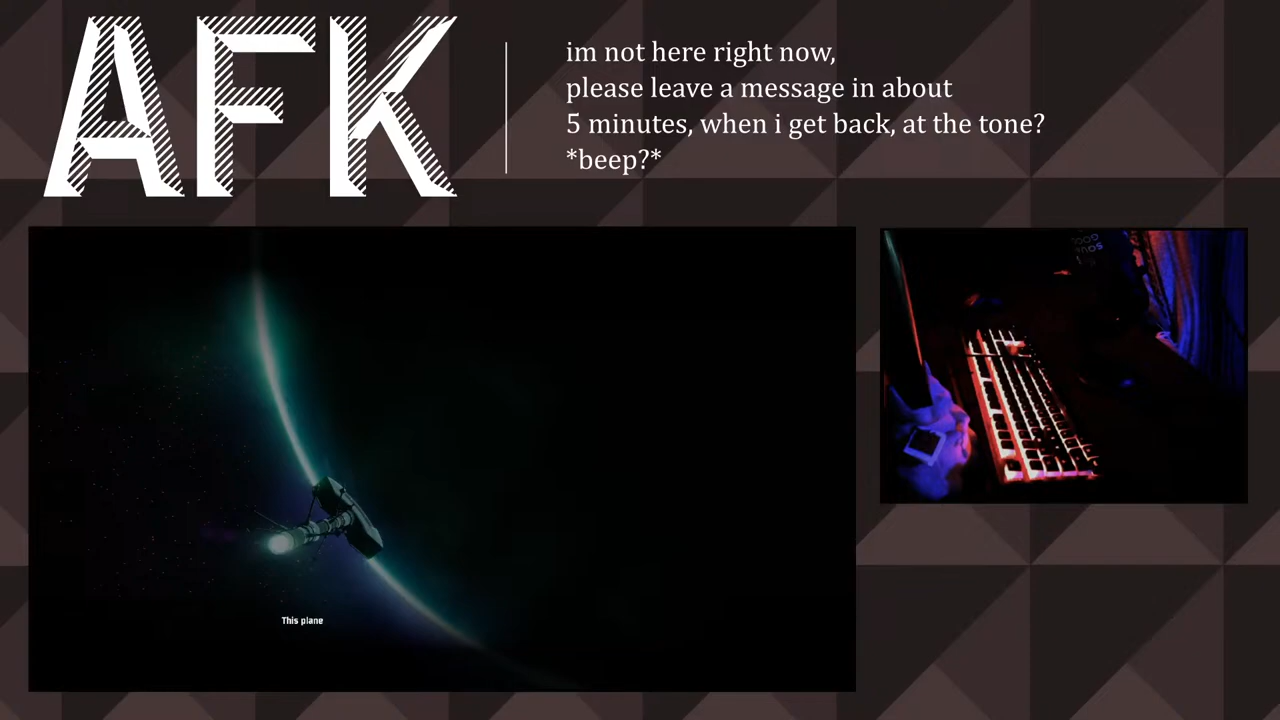 AFK
im not here right now,
please leave a message in about
5 minutes, when i get back, at the tone?
*beep?*
This plane